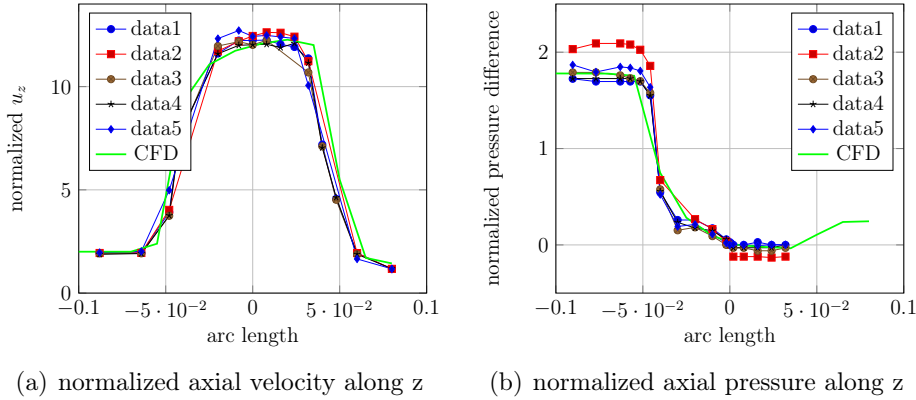 normalized u_z
10
5
0
−0.1
−5 · 10⁻²
0
5 · 10⁻²
0.1
arc length
data1
data2
data3
data4
data5
CFD
(a) normalized axial velocity along z
normalized pressure difference
2
1
0
−0.1
−5 · 10⁻²
0
5 · 10⁻²
0.1
arc length
data1
data2
data3
data4
data5
CFD
(b) normalized axial pressure along z